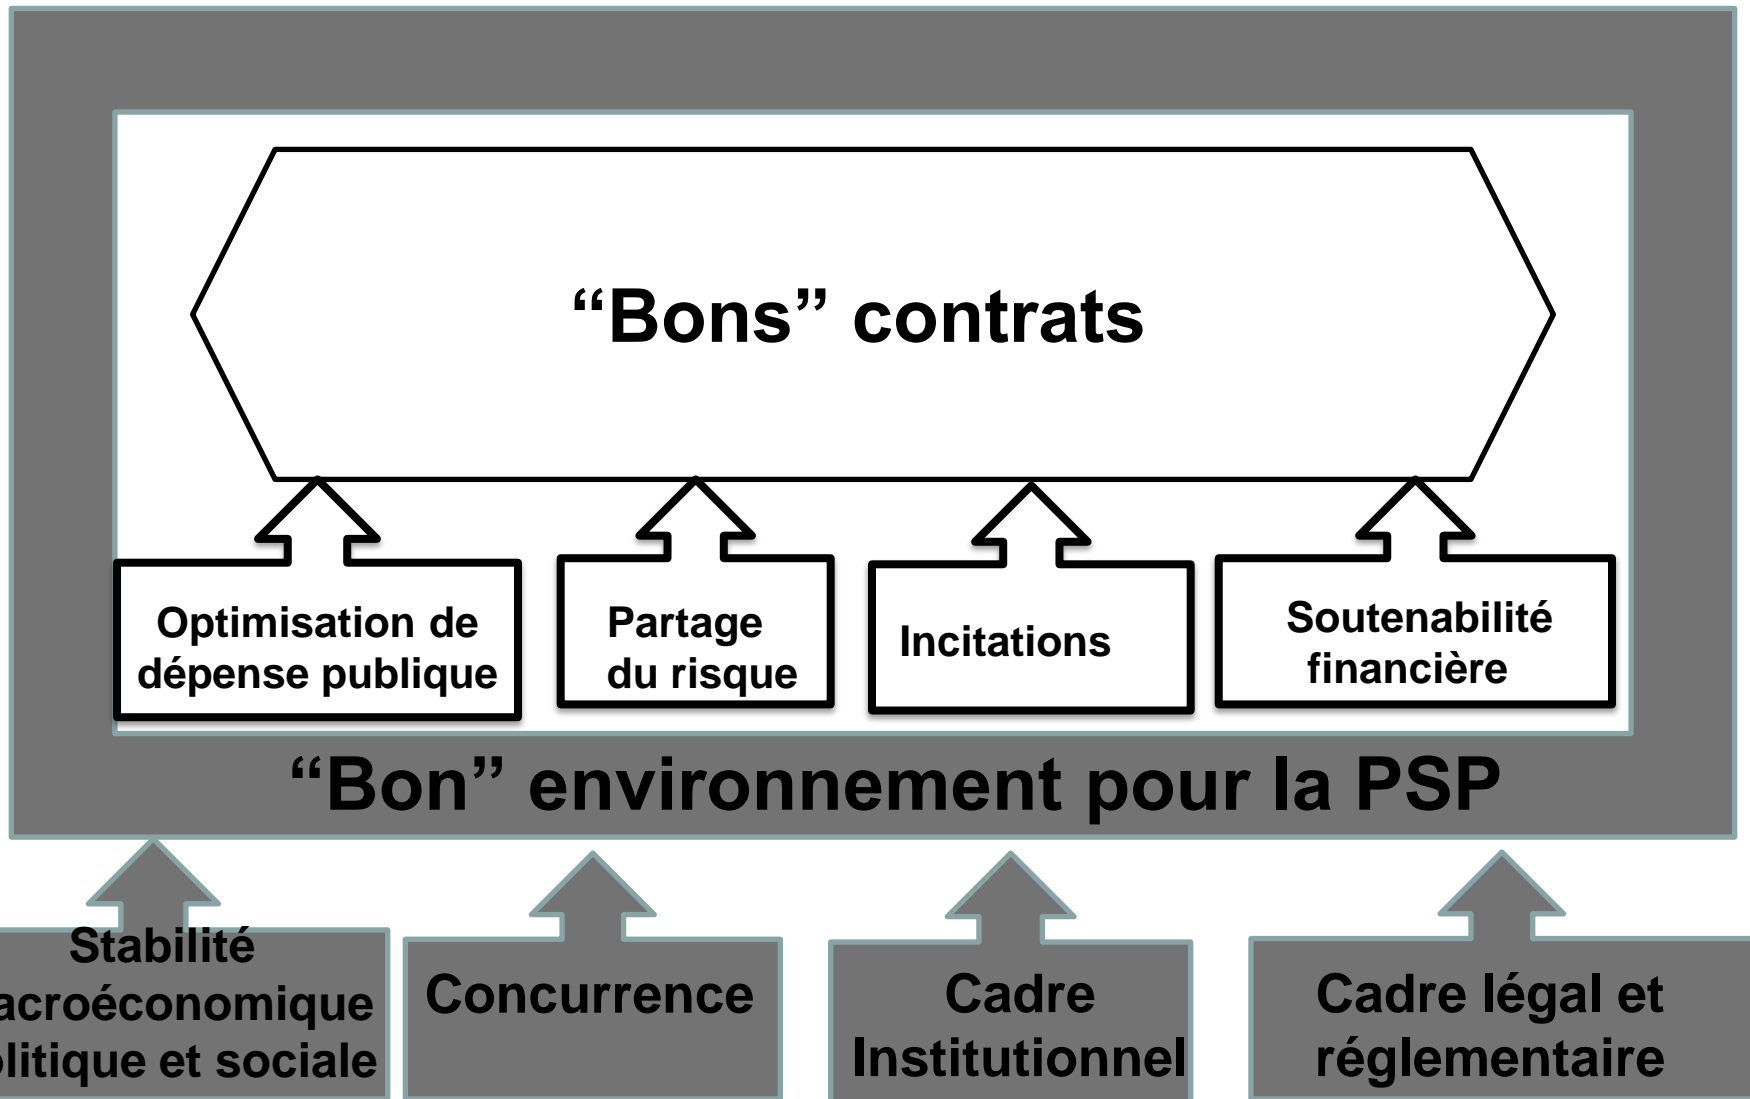 “Bons” contrats
Optimisation de
dépense publique
Partage
du risque
Incitations
Soutenabilité
financière
“Bon” environnement pour la PSP
Stabilité
acroéconomique
olitique et sociale
Concurrence
Cadre
Institutionnel
Cadre légal et
réglementaire